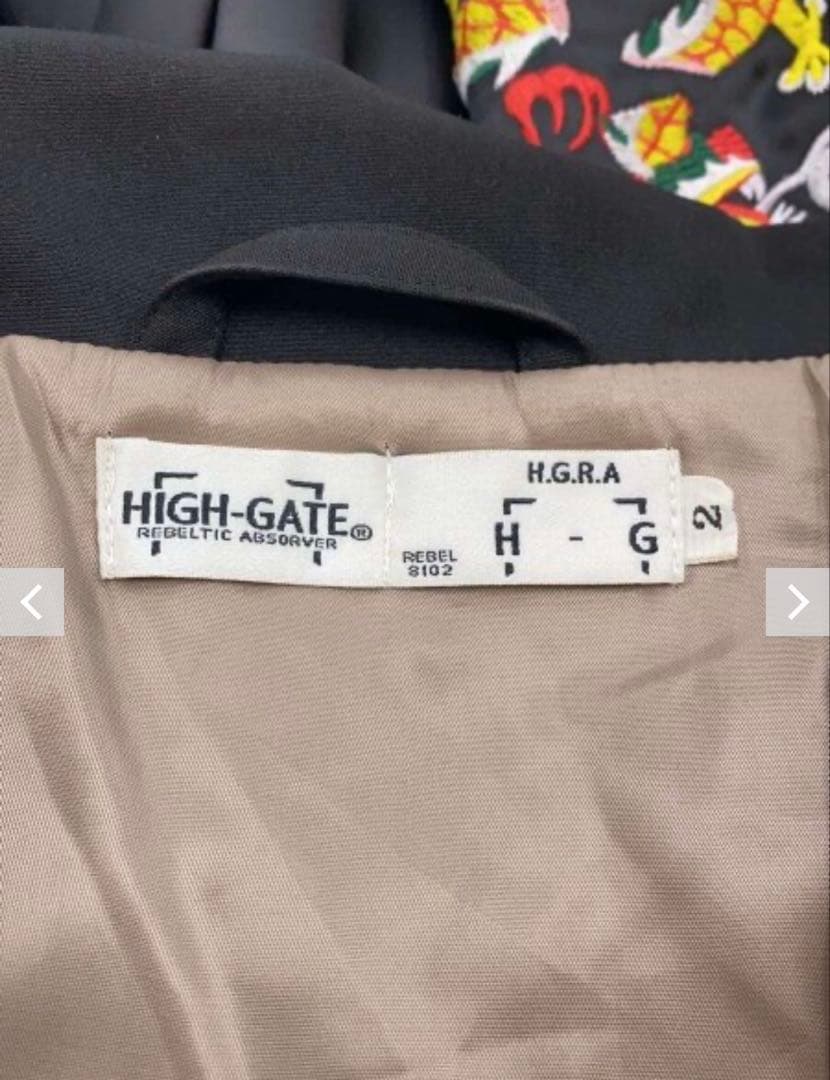 HIGH-GATE®
REBELTIC ABSORVER
REBEL
8102
H.G.R.A
H - G
2